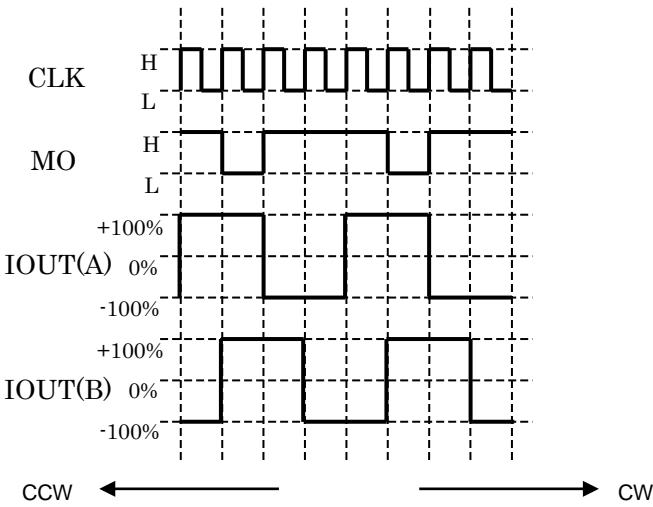 CLK
H
L
MO
H
L
IOUT(A)
+100%
0%
-100%
IOUT(B)
+100%
0%
-100%
CCW
CW